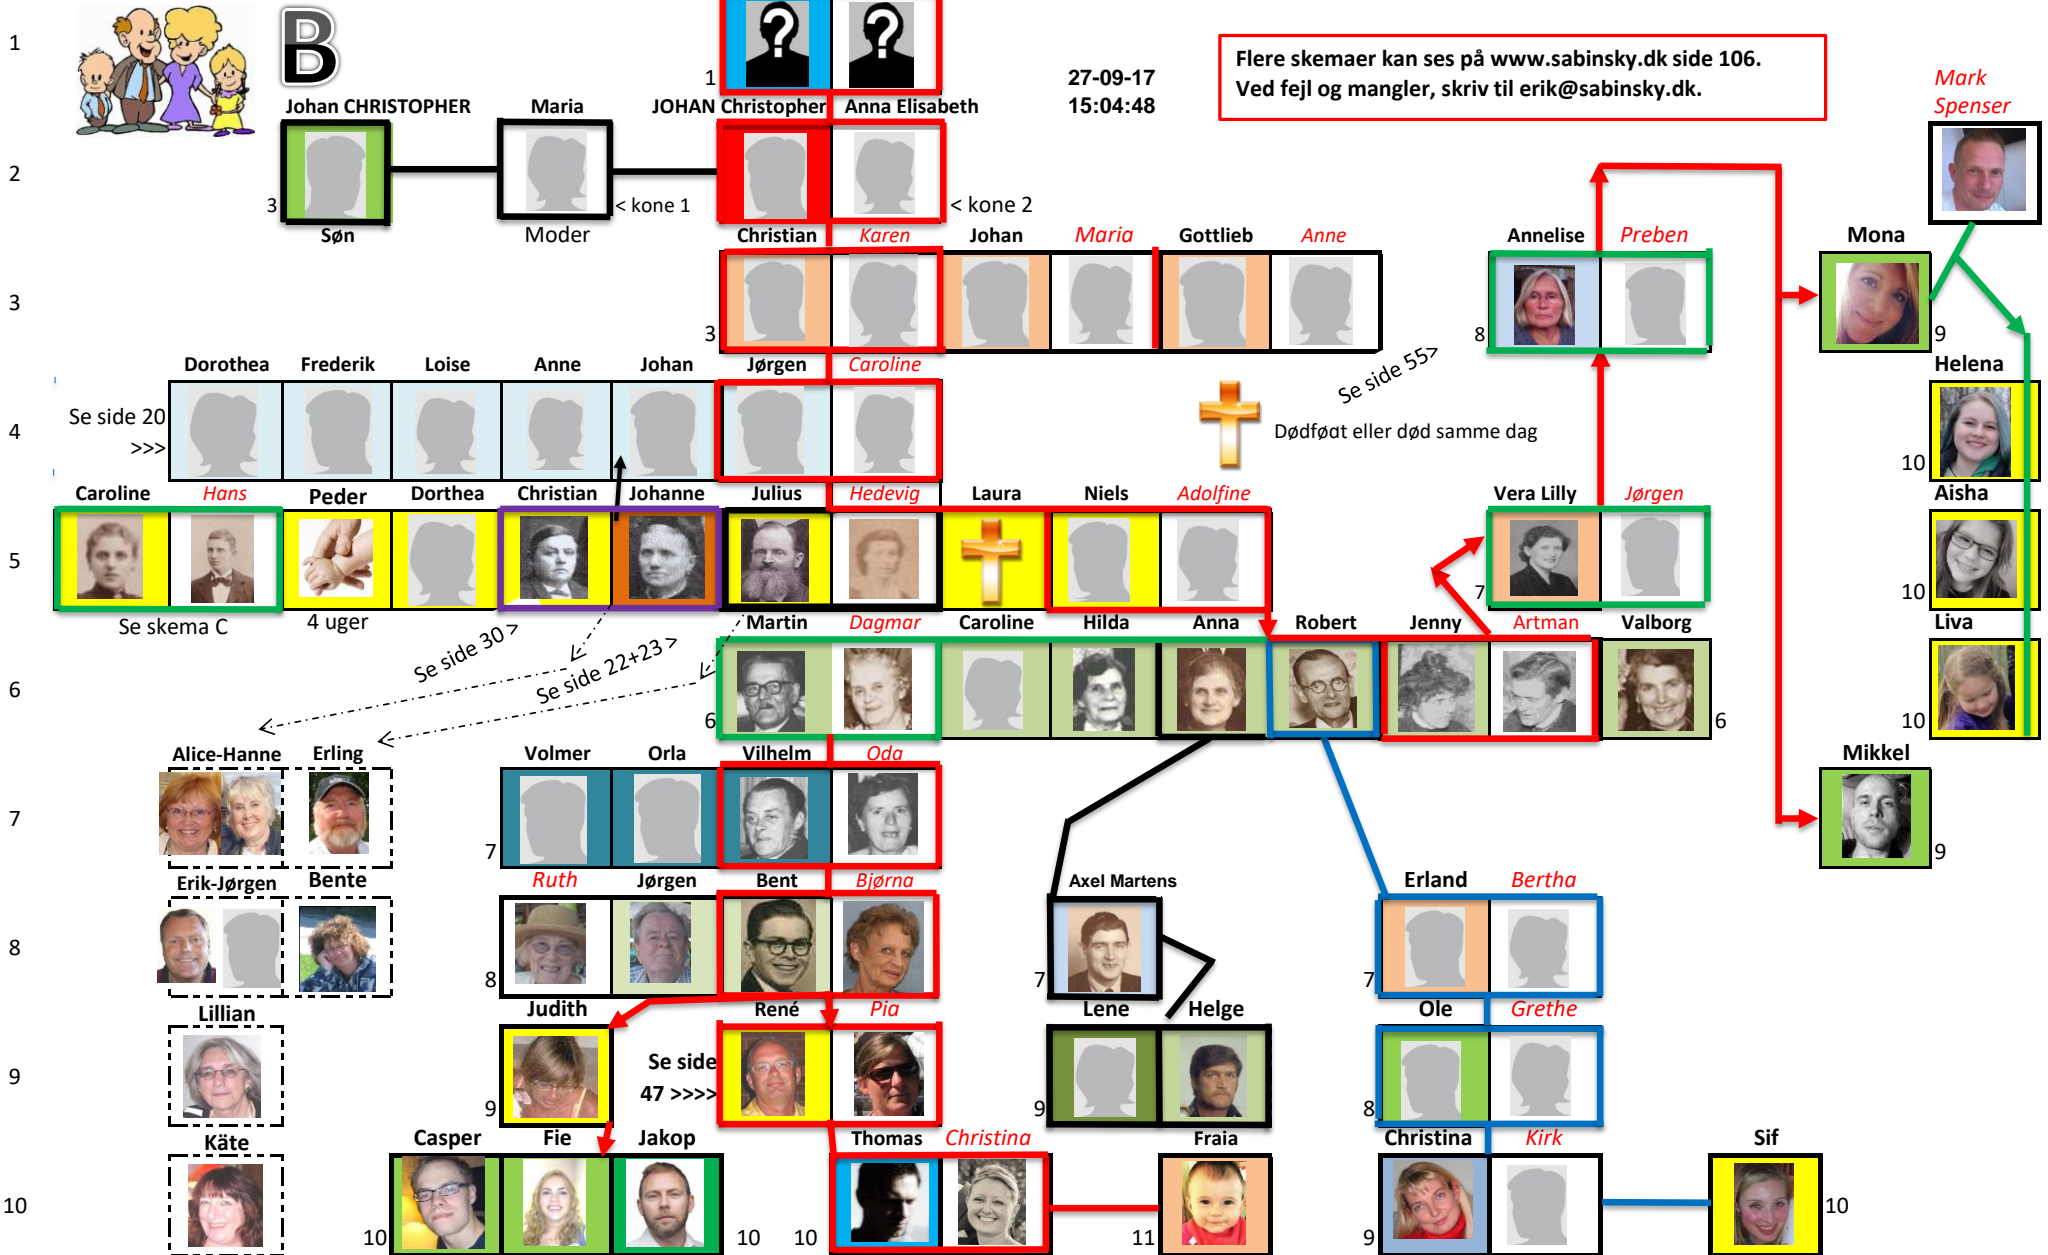 1
B
1
27-09-17
15:04:48
Flere skemaer kan ses på www.sabinsky.dk side 106.
Ved fejl og mangler, skriv til erik@sabinsky.dk.
Mark
Spenser
Johan CHRISTOPHER Maria JOHAN Christopher Anna Elisabeth
2
3 < kone 1 < kone 2
Søn Moder Christian Karen Johan Maria Gottlieb Anne Annelise Preben Mona
3
3 8 9
Se side 55>
Dorothea Frederik Loise Anne Johan Jørgen Caroline Helena
Se side 20
>>>
4
Dødføat eller død samme dag
10
Caroline Hans Peder Dorthea Christian Johanne Julius Hedevig Laura Niels Adolfine Vera Lilly Jørgen Aisha
5
7 10
Se skema C 4 uger Martin Dagmar Caroline Hilda Anna Robert Jenny Artman Valborg Liva
Se side 30 >
Se side 22+23 >
6
6 6 10
Alice-Hanne Erling Volmer Orla Vilhelm Oda Mikkel
7
7 9
Erik-Jørgen Bente Ruth Jørgen Bent Bjørna Axel Martens Erland Bertha
8
8 7 7
Lillian Judith René Pia Lene Helge Ole Grethe
Se side
47 >>>>
9
9 9 8
Käte Casper Fie Jakop Thomas Christina Fraia Christina Kirk Sif
10
10 10 10 11 9 10